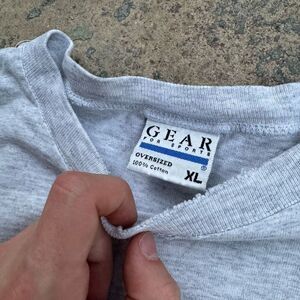 GEAR
FOR SPORTS
®
OVERSIZED
100% Cotton
XL